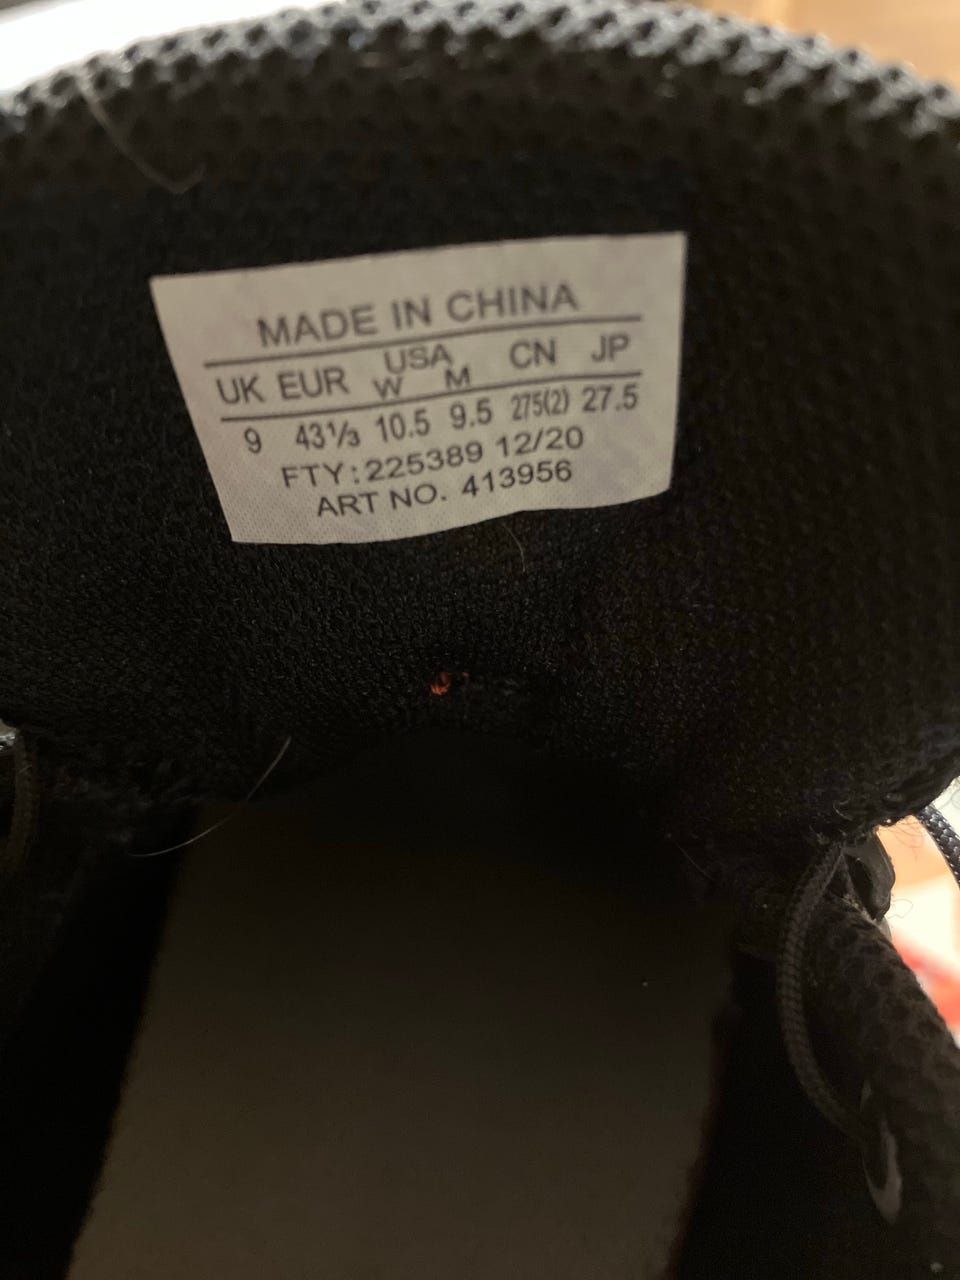 MADE IN CHINA
UK EUR USA W M CN JP
9 43⅓ 10.5 9.5 275(2) 27.5
FTY: 225389 12/20
ART NO. 413956